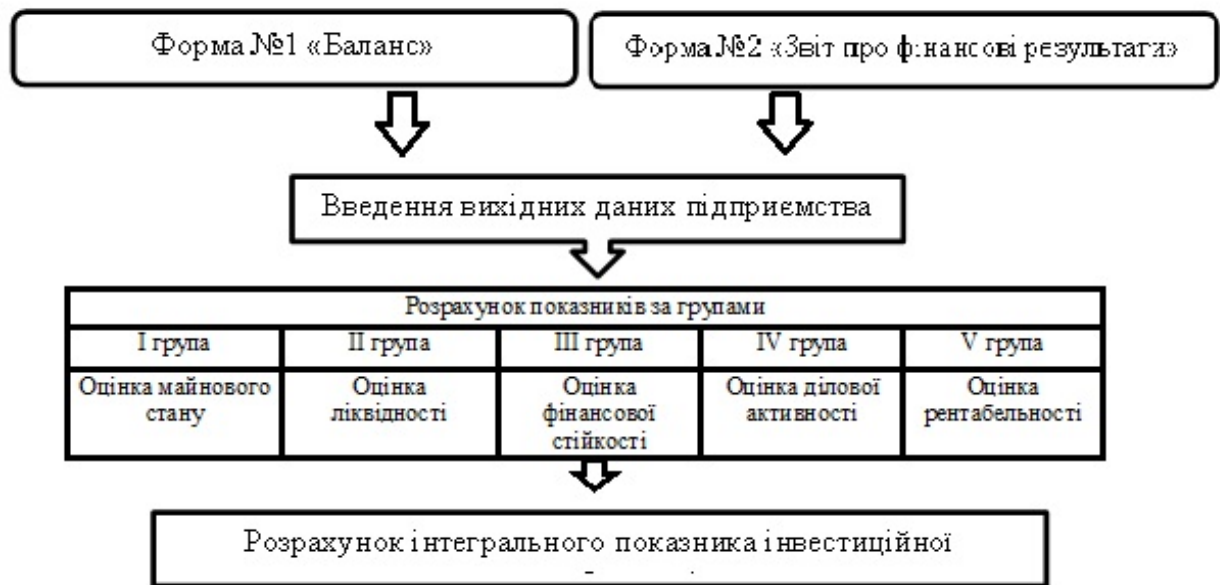 Форма №1 «Баланс»
Форма №2 «Звіт про фінансові результати»
Введення вихідних даних підприємства
Розрахунок показників за групами
I група
II група
III група
IV група
V група
Оцінка майнового
стану
Оцінка
ліквідності
Оцінка
фінансової
стійкості
Оцінка ділової
активності
Оцінка
рентабельності
Розрахунок інтегрального показника інвестиційної